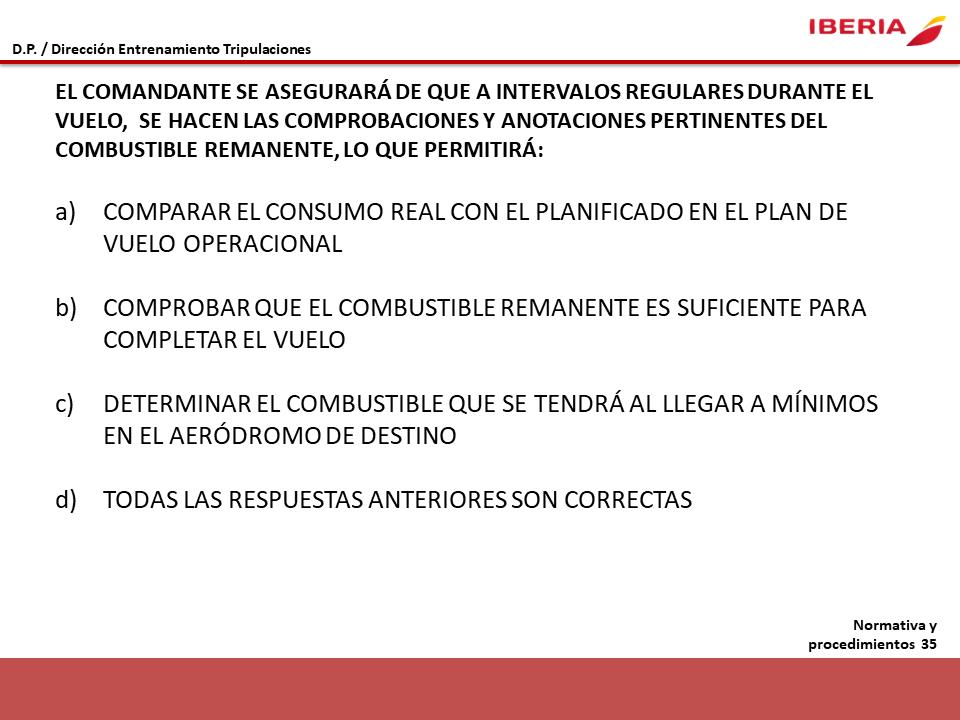 IBERIA
D.P. / Dirección Entrenamiento Tripulaciones
EL COMANDANTE SE ASEGURARÁ DE QUE A INTERVALOS REGULARES DURANTE EL
VUELO, SE HACEN LAS COMPROBACIONES Y ANOTACIONES PERTINENTES DEL
COMBUSTIBLE REMANENTE, LO QUE PERMITIRÁ:
a) COMPARAR EL CONSUMO REAL CON EL PLANIFICADO EN EL PLAN DE
VUELO OPERACIONAL
b) COMPROBAR QUE EL COMBUSTIBLE REMANENTE ES SUFICIENTE PARA
COMPLETAR EL VUELO
c) DETERMINAR EL COMBUSTIBLE QUE SE TENDRÁ AL LLEGAR A MÍNIMOS
EN EL AERÓDROMO DE DESTINO
d) TODAS LAS RESPUESTAS ANTERIORES SON CORRECTAS
Normativa y
procedimientos 35